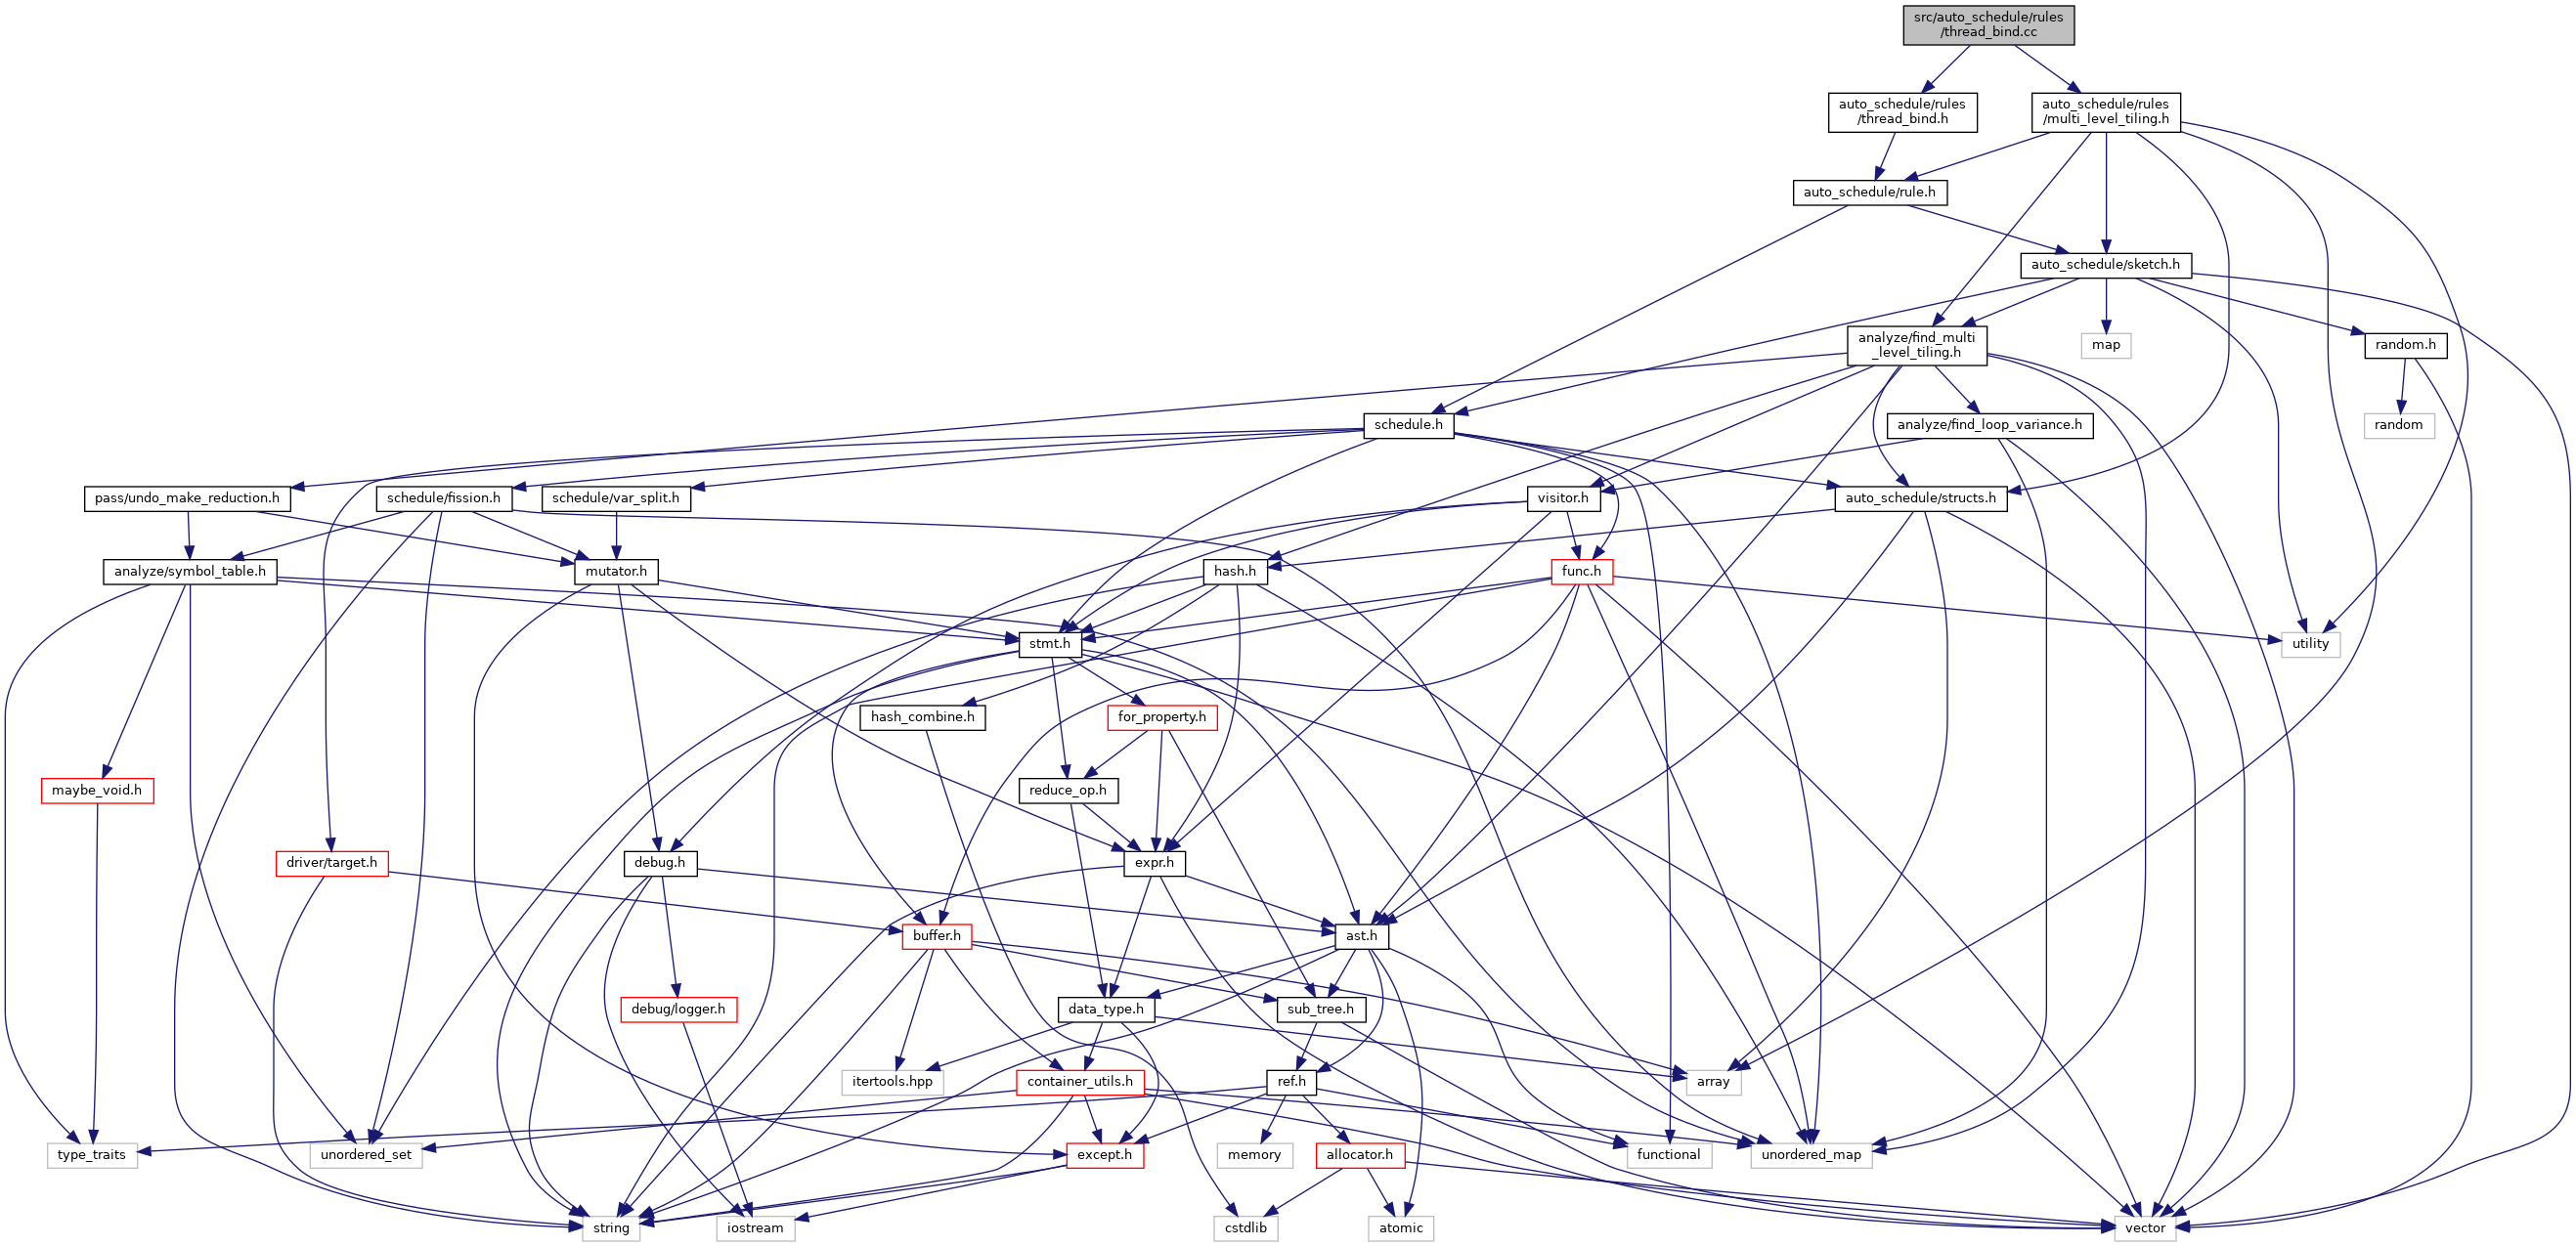 src/auto_schedule/rules
/thread_bind.cc
auto_schedule/rules
/thread_bind.h
auto_schedule/rules
/multi_level_tiling.h
auto_schedule/rule.h
auto_schedule/sketch.h
analyze/find_multi
_level_tiling.h
map
random.h
schedule.h
analyze/find_loop_variance.h
random
pass/undo_make_reduction.h
schedule/fission.h
schedule/var_split.h
visitor.h
auto_schedule/structs.h
analyze/symbol_table.h
mutator.h
hash.h
func.h
stmt.h
utility
hash_combine.h
for_property.h
maybe_void.h
reduce_op.h
driver/target.h
debug.h
expr.h
buffer.h
ast.h
debug/logger.h
data_type.h
sub_tree.h
itertools.hpp
container_utils.h
ref.h
array
type_traits
unordered_set
except.h
memory
allocator.h
functional
unordered_map
string
iostream
cstdlib
atomic
vector